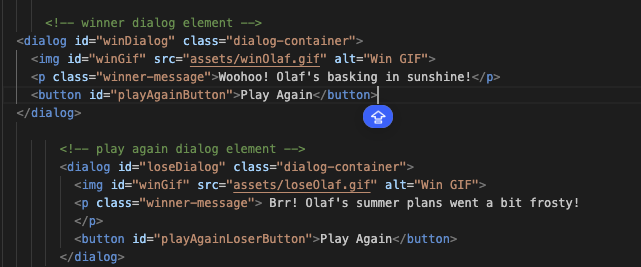 <!-- winner dialog element -->
<dialog id="winDialog" class="dialog-container">
<img id="winGif" src="assets/winOlaf.gif" alt="Win GIF">
<p class="winner-message">Woohoo! Olaf's basking in sunshine!</p>
<button id="playAgainButton">Play Again</button>
</dialog>
<!-- play again dialog element -->
<dialog id="loseDialog" class="dialog-container">
<img id="winGif" src="assets/loseOlaf.gif" alt="Win GIF">
<p class="winner-message"> Brr! Olaf's summer plans went a bit frosty!
</p>
<button id="playAgainLoserButton">Play Again</button>
</dialog>